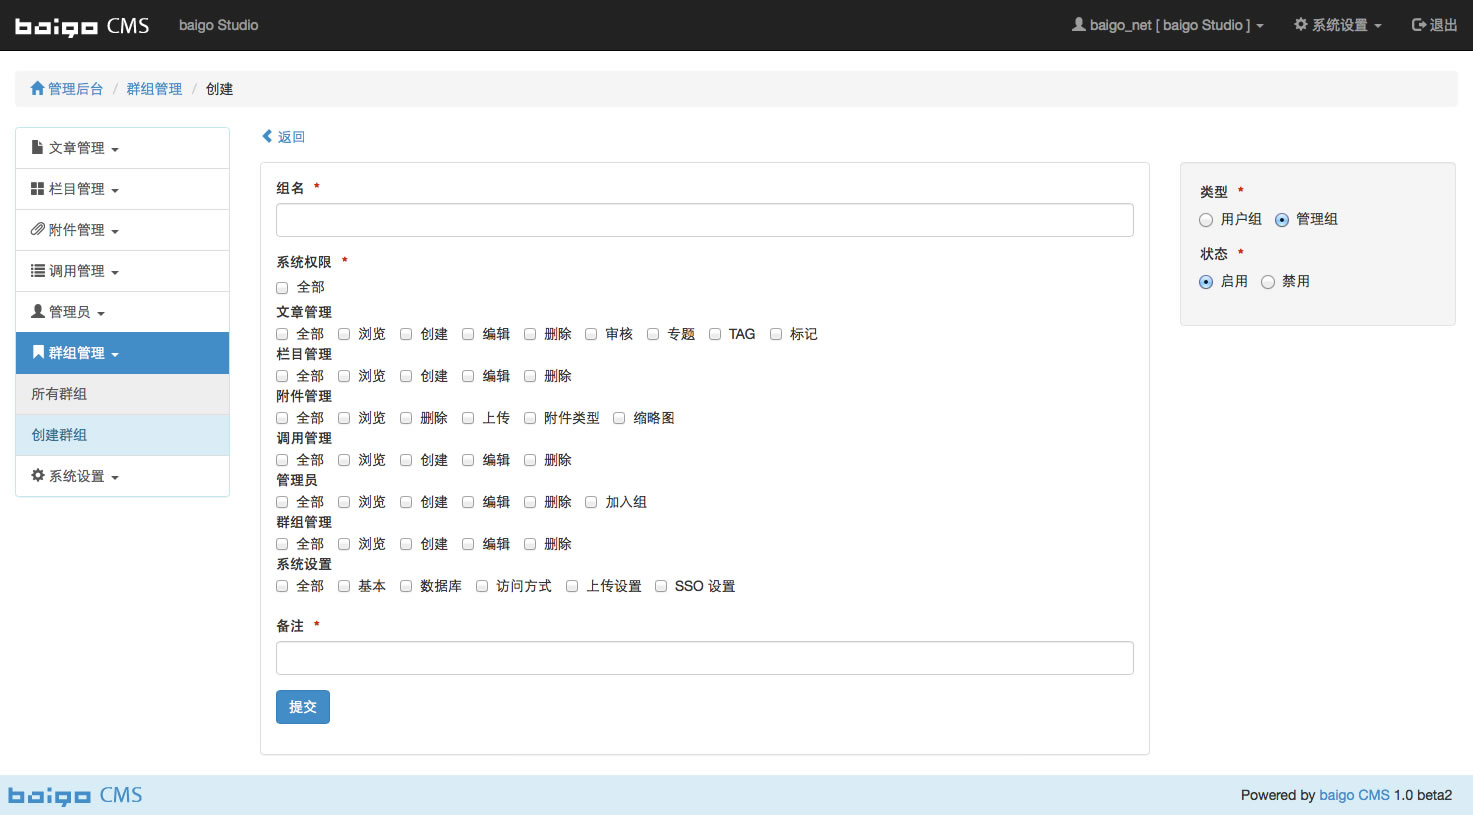 baigo CMS baigo Studio baigo_net [ baigo Studio ] 系统设置 退出
管理后台 / 群组管理 / 创建
文章管理
栏目管理
附件管理
调用管理
管理员
群组管理
所有群组
创建群组
系统设置
返回
组名 *
系统权限 *
全部
文章管理
全部 浏览 创建 编辑 删除 审核 专题 TAG 标记
栏目管理
全部 浏览 创建 编辑 删除
附件管理
全部 浏览 删除 上传 附件类型 缩略图
调用管理
全部 浏览 创建 编辑 删除
管理员
全部 浏览 创建 编辑 删除 加入组
群组管理
全部 浏览 创建 编辑 删除
系统设置
全部 基本 数据库 访问方式 上传设置 SSO 设置
备注 *
提交
类型 *
用户组 管理组
状态 *
启用 禁用
baigo CMS Powered by baigo CMS 1.0 beta2